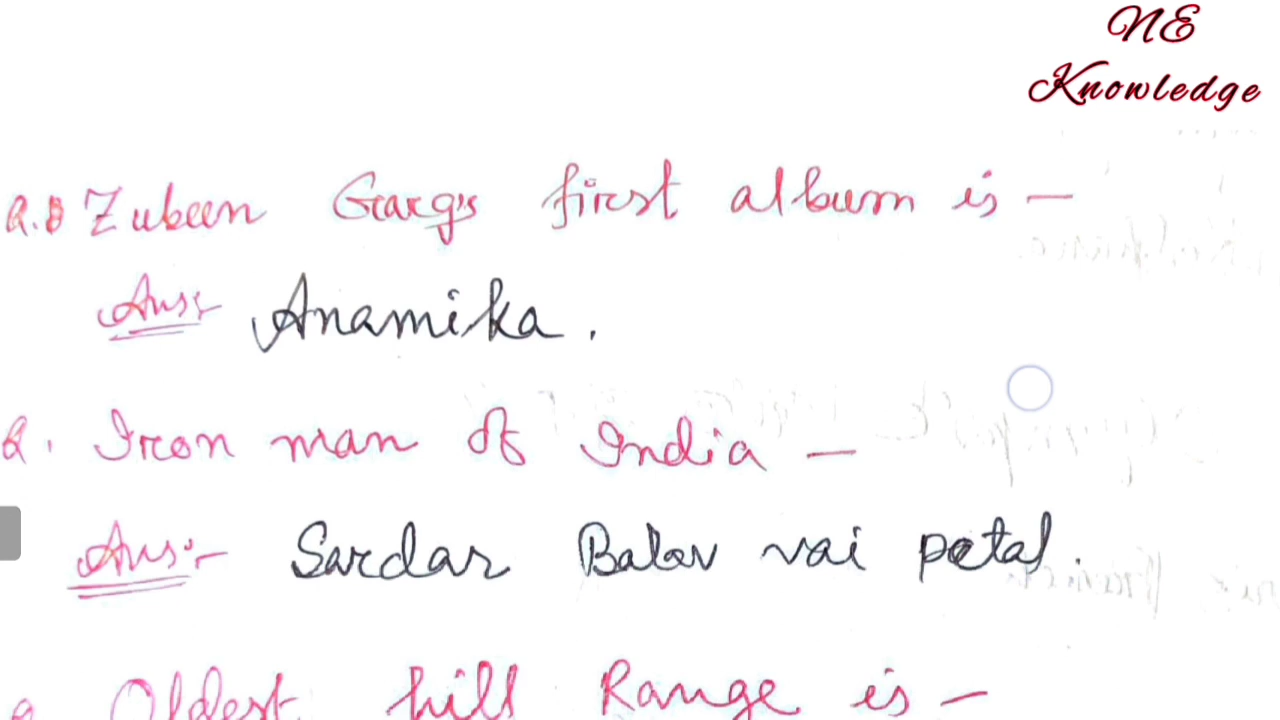 NE
Knowledge
Q. Zubeen Garg's first album is —
Ans:- Anamika.
Q. Iron man of India —
Ans:- Sardar Balav vai petal.
Q. Oldest hill Range is —